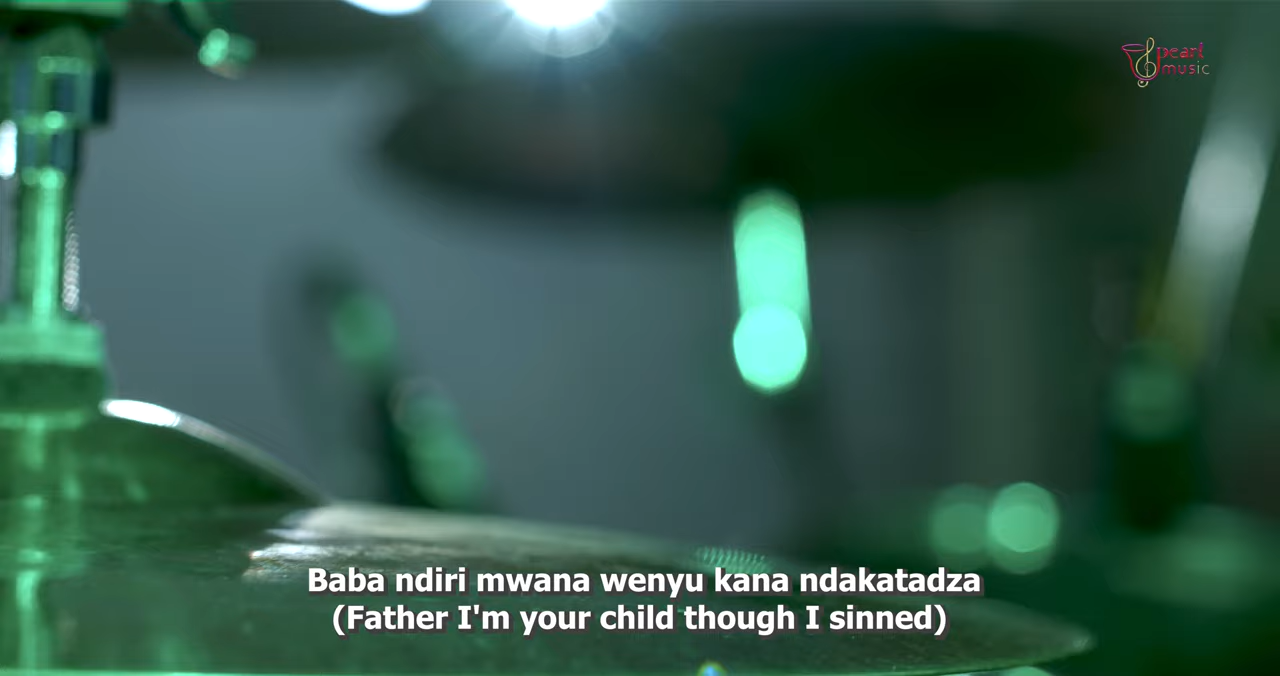 pearl
music
Baba ndiri mwana wenyu kana ndakatadza
(Father I'm your child though I sinned)